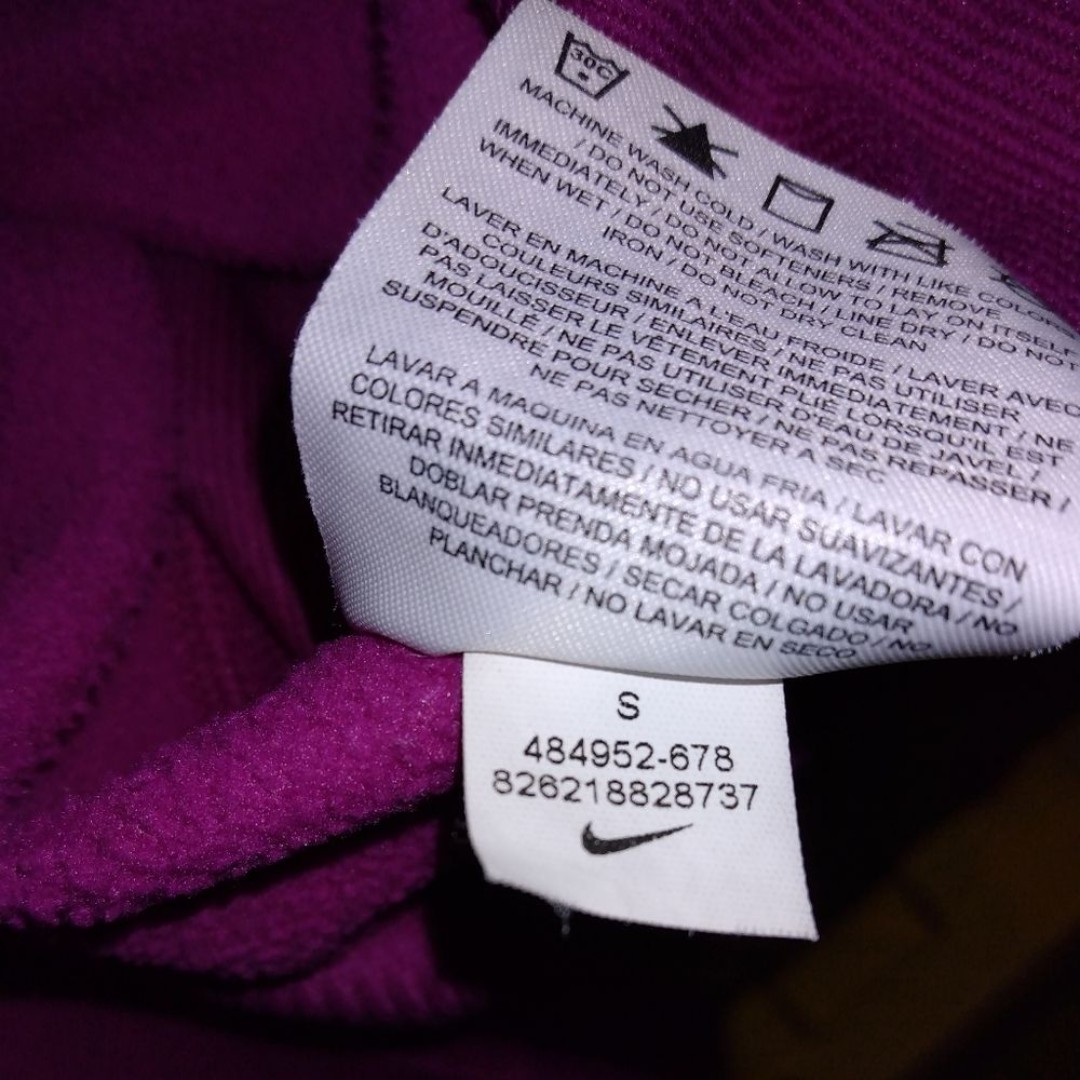 30C
MACHINE WASH COLD / WASH WITH LIKE COLORS
/ DO NOT USE SOFTENERS / REMOVE
IMMEDIATELY / DO NOT ALLOW TO LAY ON ITSELF
WHEN WET / DO NOT BLEACH / LINE DRY / DO NOT
IRON / DO NOT DRY CLEAN
LAVER EN MACHINE A L'EAU FROIDE / LAVER AVEC
COULEURS SIMILAIRES / NE PAS UTILISER
D'ADOUCISSEUR / ENLEVER IMMEDIATEMENT / NE
PAS LAISSER LE VÊTEMENT PLIE LORSQU'IL EST
MOUILLÉ / NE PAS UTILISER D'EAU DE JAVEL /
SUSPENDRE POUR SECHER / NE PAS REPASSER /
NE PAS NETTOYER A SEC
LAVAR A MAQUINA EN AGUA FRIA / LAVAR CON
COLORES SIMILARES / NO USAR SUAVIZANTES /
RETIRAR INMEDIATAMENTE DE LA LAVADORA / NO
DOBLAR PRENDA MOJADA / NO USAR
BLANQUEADORES / SECAR COLGADO / NO
PLANCHAR / NO LAVAR EN SECO
S
484952-678
826218828737